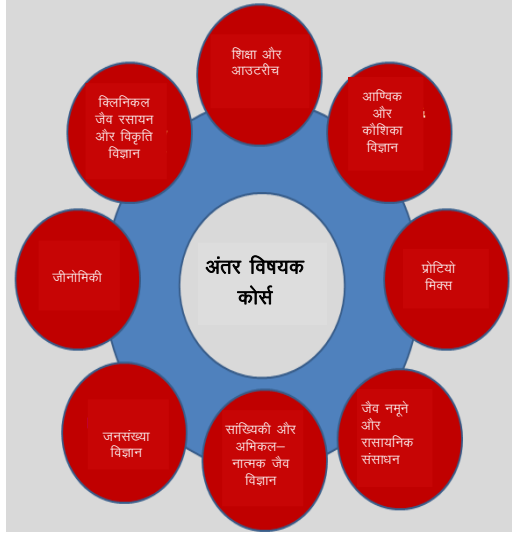 शिक्षा और
आउटरीच
आण्विक
और
कौशिका
विज्ञान
प्रोटियो
मिक्स
जैव नमूने
और
रासायनिक
संसाधन
सांख्यिकी और
अभिकल–
नात्मक जैव
विज्ञान
जनसंख्या
विज्ञान
जीनोमिकी
क्लिनिकल
जैव रसायन
और विकृति
विज्ञान
अंतर विषयक
कोर्स